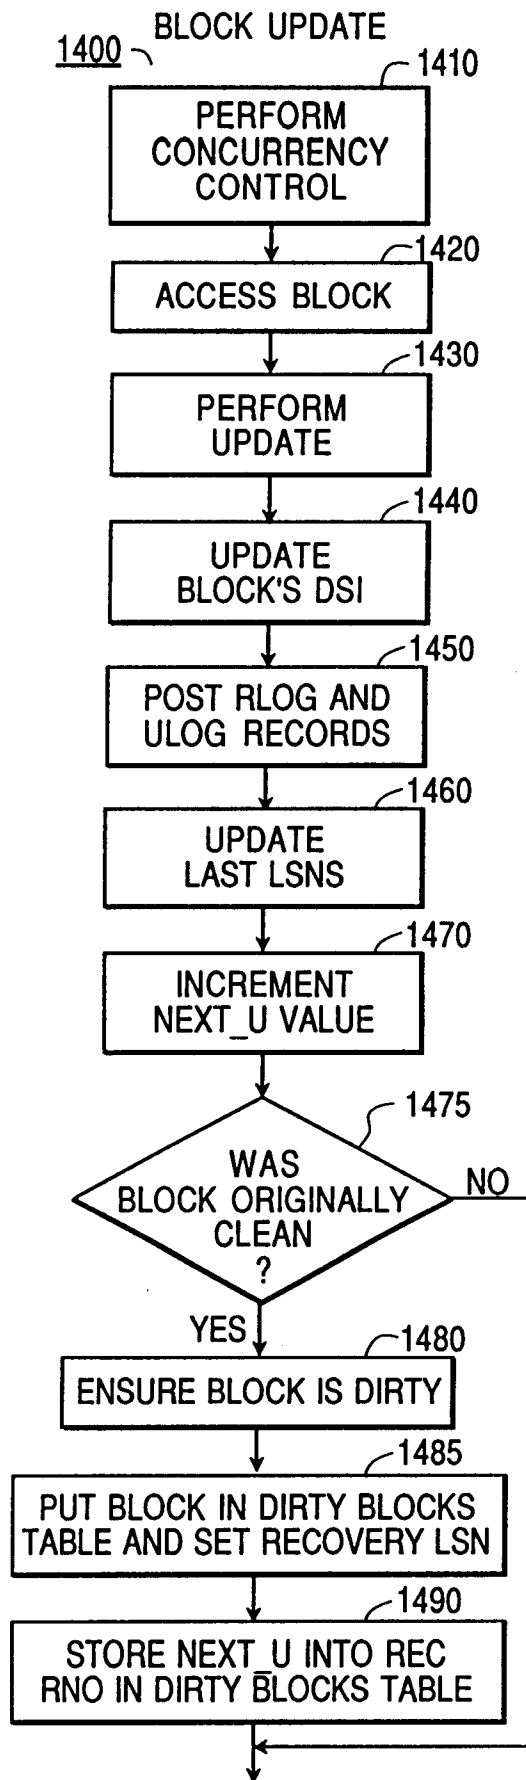 BLOCK UPDATE
1400
1410
PERFORM
CONCURRENCY
CONTROL
1420
ACCESS BLOCK
1430
PERFORM
UPDATE
1440
UPDATE
BLOCK'S DSI
1450
POST RLOG AND
ULOG RECORDS
1460
UPDATE
LAST LSNS
1470
INCREMENT
NEXT_U VALUE
1475
WAS
BLOCK ORIGINALLY
CLEAN
?
NO
YES
1480
ENSURE BLOCK IS DIRTY
1485
PUT BLOCK IN DIRTY BLOCKS
TABLE AND SET RECOVERY LSN
1490
STORE NEXT_U INTO REC
RNO IN DIRTY BLOCKS TABLE